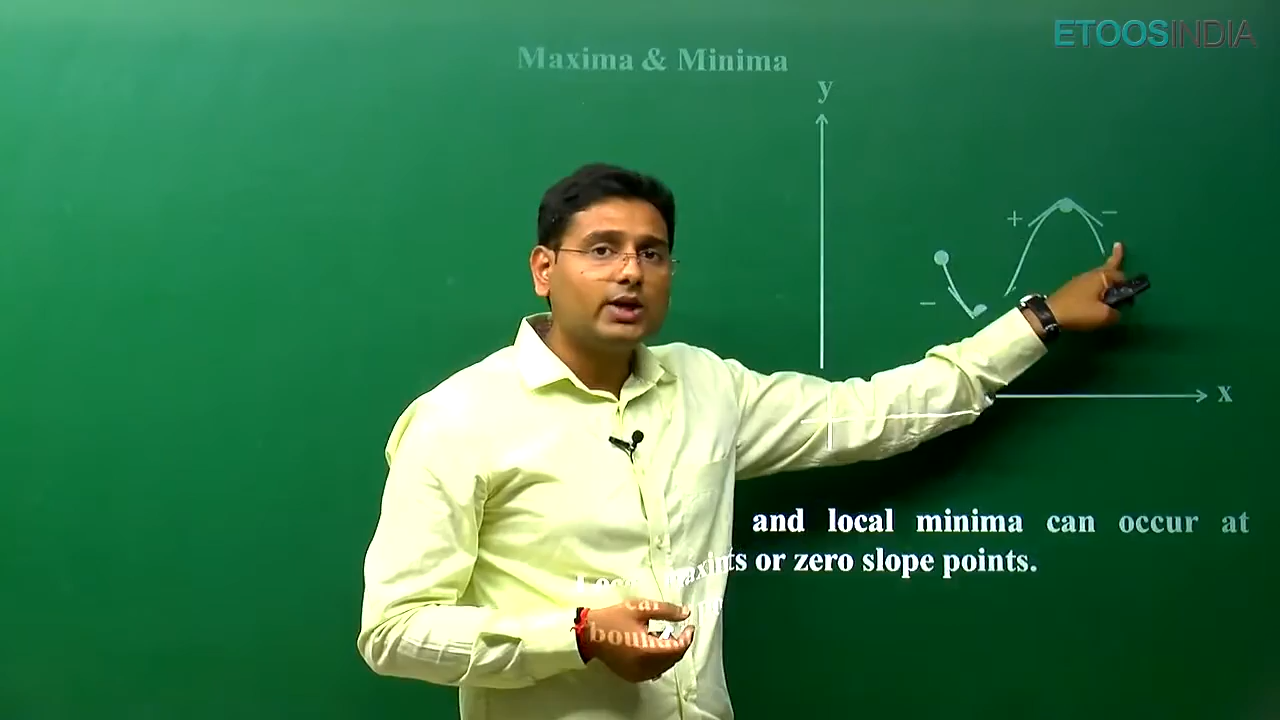 ETOOSINDIA
Maxima & Minima
y
+ −
−
x
and local minima can occur at
or zero slope points.